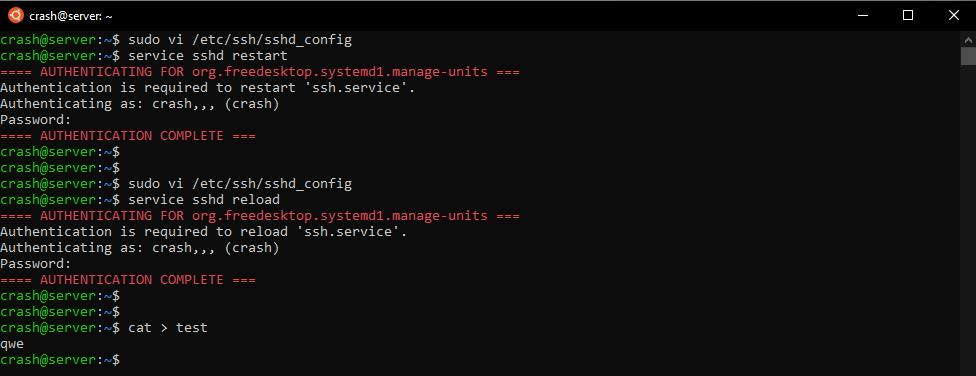 crash@server: ~
crash@server:~$ sudo vi /etc/ssh/sshd_config
crash@server:~$ service sshd restart
==== AUTHENTICATING FOR org.freedesktop.systemd1.manage-units ===
Authentication is required to restart 'ssh.service'.
Authenticating as: crash,,, (crash)
Password:
==== AUTHENTICATION COMPLETE ===
crash@server:~$
crash@server:~$
crash@server:~$ sudo vi /etc/ssh/sshd_config
crash@server:~$ service sshd reload
==== AUTHENTICATING FOR org.freedesktop.systemd1.manage-units ===
Authentication is required to reload 'ssh.service'.
Authenticating as: crash,,, (crash)
Password:
==== AUTHENTICATION COMPLETE ===
crash@server:~$
crash@server:~$
crash@server:~$ cat > test
qwe
crash@server:~$